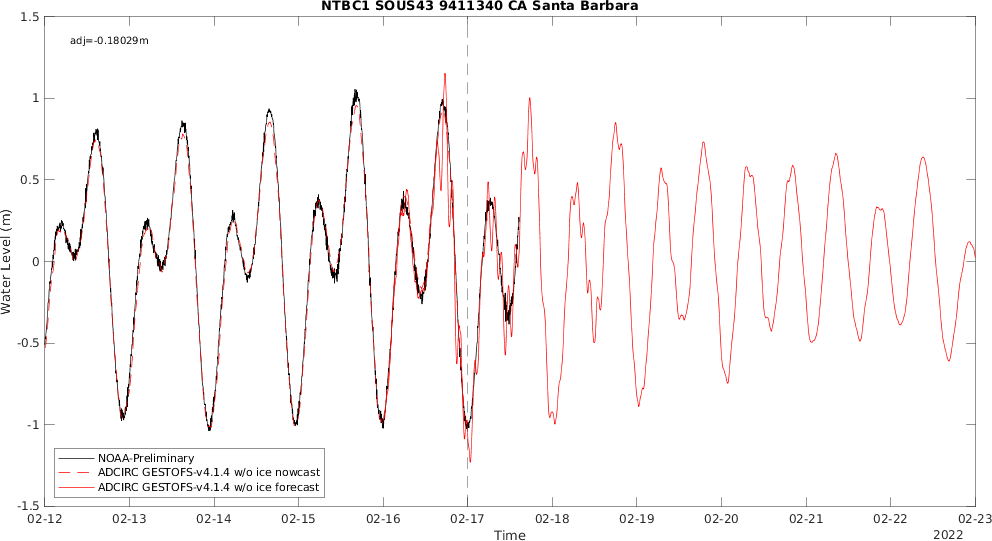 NTBC1 SOUS43 9411340 CA Santa Barbara
adj=-0.18029m
1.5
1
0.5
0
-0.5
-1
-1.5
Water Level (m)
NOAA-Preliminary
ADCIRC GESTOFS-v4.1.4 w/o ice nowcast
ADCIRC GESTOFS-v4.1.4 w/o ice forecast
02-12 02-13 02-14 02-15 02-16 02-17 02-18 02-19 02-20 02-21 02-22 02-23
Time
2022